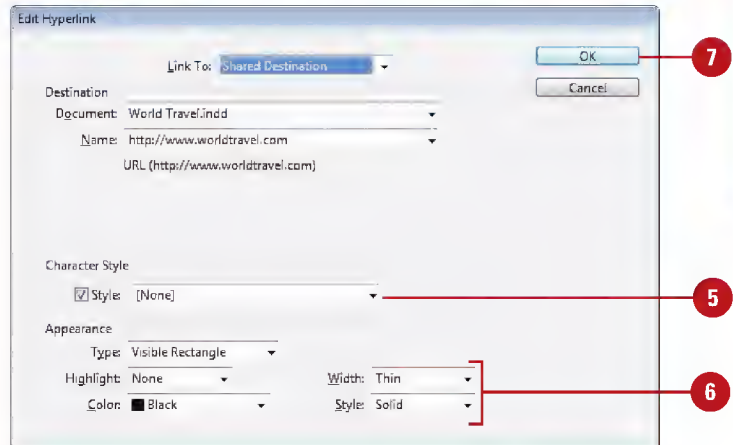 Edit Hyperlink
Link To: Shared Destination
OK
7
Cancel
Destination
Document: World Travel.indd
Name: http://www.worldtravel.com
URL (http://www.worldtravel.com)
Character Style
Style: [None]
5
Appearance
Type: Visible Rectangle
Highlight: None
Width: Thin
6
Color: Black
Style: Solid